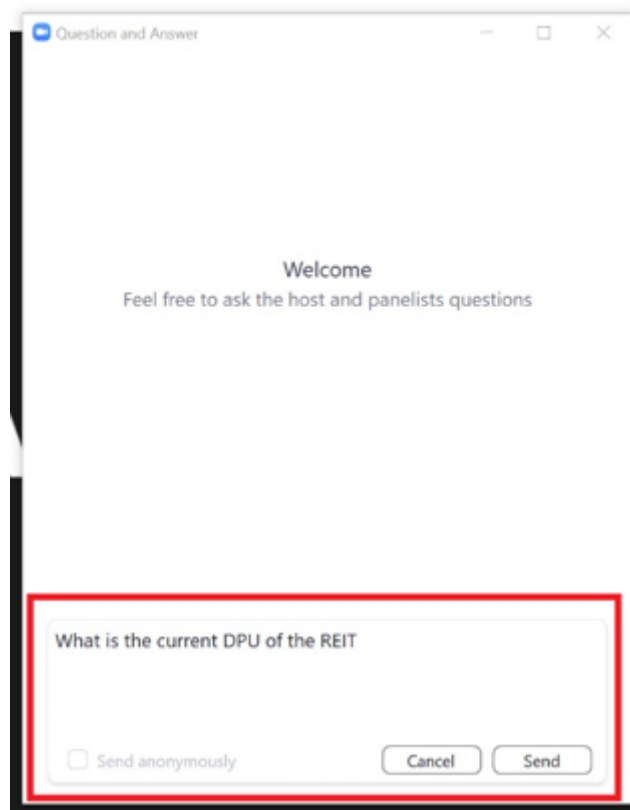 Question and Answer
Welcome
Feel free to ask the host and panelists questions
What is the current DPU of the REIT
Send anonymously
Cancel
Send